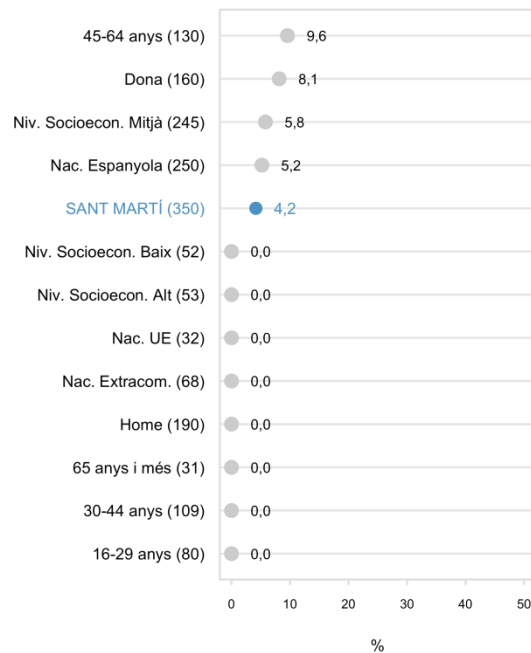 45-64 anys (130) 9,6
Dona (160) 8,1
Niv. Socioecon. Mitjà (245) 5,8
Nac. Espanyola (250) 5,2
SANT MARTÍ (350) 4,2
Niv. Socioecon. Baix (52) 0,0
Niv. Socioecon. Alt (53) 0,0
Nac. UE (32) 0,0
Nac. Extracom. (68) 0,0
Home (190) 0,0
65 anys i més (31) 0,0
30-44 anys (109) 0,0
16-29 anys (80) 0,0
0 10 20 30 40 50
%